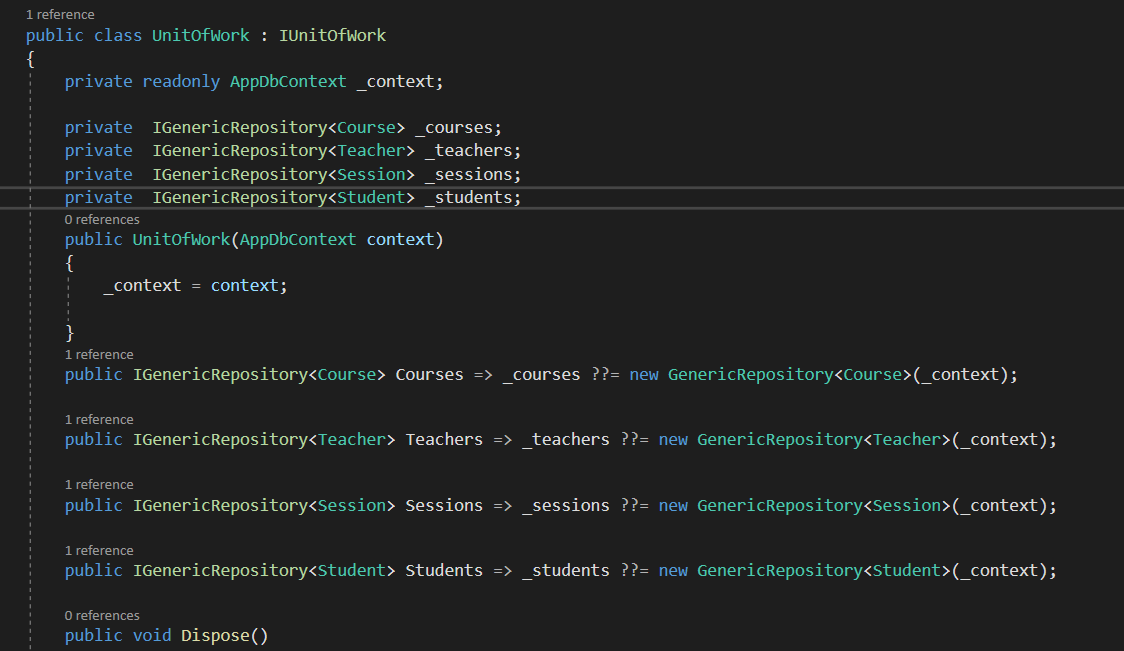 1 reference
public class UnitOfWork : IUnitOfWork
{
private readonly AppDbContext _context;
private  IGenericRepository<Course> _courses;
private  IGenericRepository<Teacher> _teachers;
private  IGenericRepository<Session> _sessions;
private  IGenericRepository<Student> _students;
0 references
public UnitOfWork(AppDbContext context)
{
_context = context;
}
1 reference
public IGenericRepository<Course> Courses => _courses ??= new GenericRepository<Course>(_context);
1 reference
public IGenericRepository<Teacher> Teachers => _teachers ??= new GenericRepository<Teacher>(_context);
1 reference
public IGenericRepository<Session> Sessions => _sessions ??= new GenericRepository<Session>(_context);
1 reference
public IGenericRepository<Student> Students => _students ??= new GenericRepository<Student>(_context);
0 references
public void Dispose()